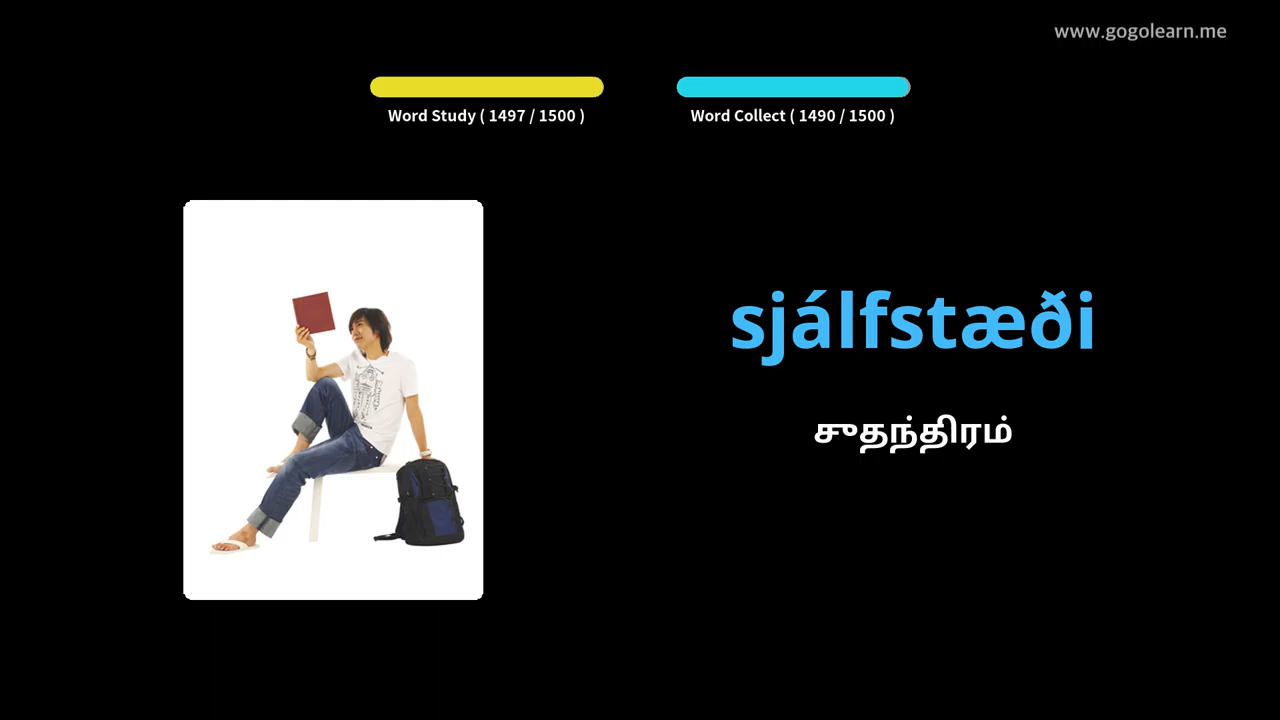 www.gogolearn.me
Word Study ( 1497 / 1500 )
Word Collect ( 1490 / 1500 )
sjálfstæði
சுதந்திரம்